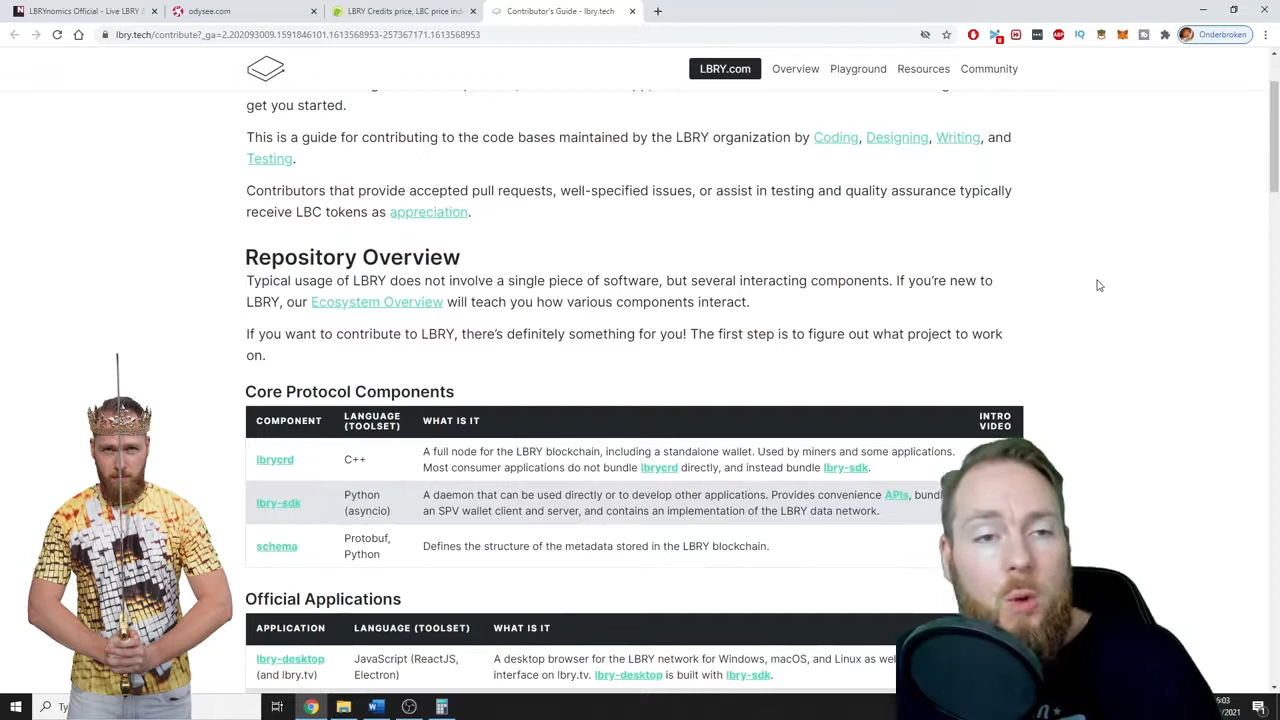 LBRYnomics Official - Live LBRY
odysee.com
LBRY Credits price, LBC price ind
Contributor's Guide - lbry.tech
lbry.tech/contribute?_ga=2.202093009.1591846101.1613568953-257367171.1613568953
8
ABP
IQ
Onderbroken
LBRY.com Overview Playground Resources Community
get you started.
This is a guide for contributing to the code bases maintained by the LBRY organization by Coding, Designing, Writing, and
Testing.
Contributors that provide accepted pull requests, well-specified issues, or assist in testing and quality assurance typically
receive LBC tokens as appreciation.
Repository Overview
Typical usage of LBRY does not involve a single piece of software, but several interacting components. If you're new to
LBRY, our Ecosystem Overview will teach you how various components interact.
If you want to contribute to LBRY, there's definitely something for you! The first step is to figure out what project to work
on.
Core Protocol Components
COMPONENT LANGUAGE (TOOLSET) WHAT IS IT INTRO VIDEO
lbrycrd C++ A full node for the LBRY blockchain, including a standalone wallet. Used by miners and some applications.
Most consumer applications do not bundle lbrycrd directly, and instead bundle lbry-sdk.
lbry-sdk Python (asyncio) A daemon that can be used directly or to develop other applications. Provides convenience APIs, bundl
an SPV wallet client and server, and contains an implementation of the LBRY data network.
schema Protobuf, Python Defines the structure of the metadata stored in the LBRY blockchain.
Official Applications
APPLICATION LANGUAGE (TOOLSET) WHAT IS IT
lbry-desktop JavaScript (ReactJS, A desktop browser for the LBRY network for Windows, macOS, and Linux as wel
(and lbry.tv) Electron) interface on lbry.tv. lbry-desktop is built with lbry-sdk.
Ty
6:03
/2021